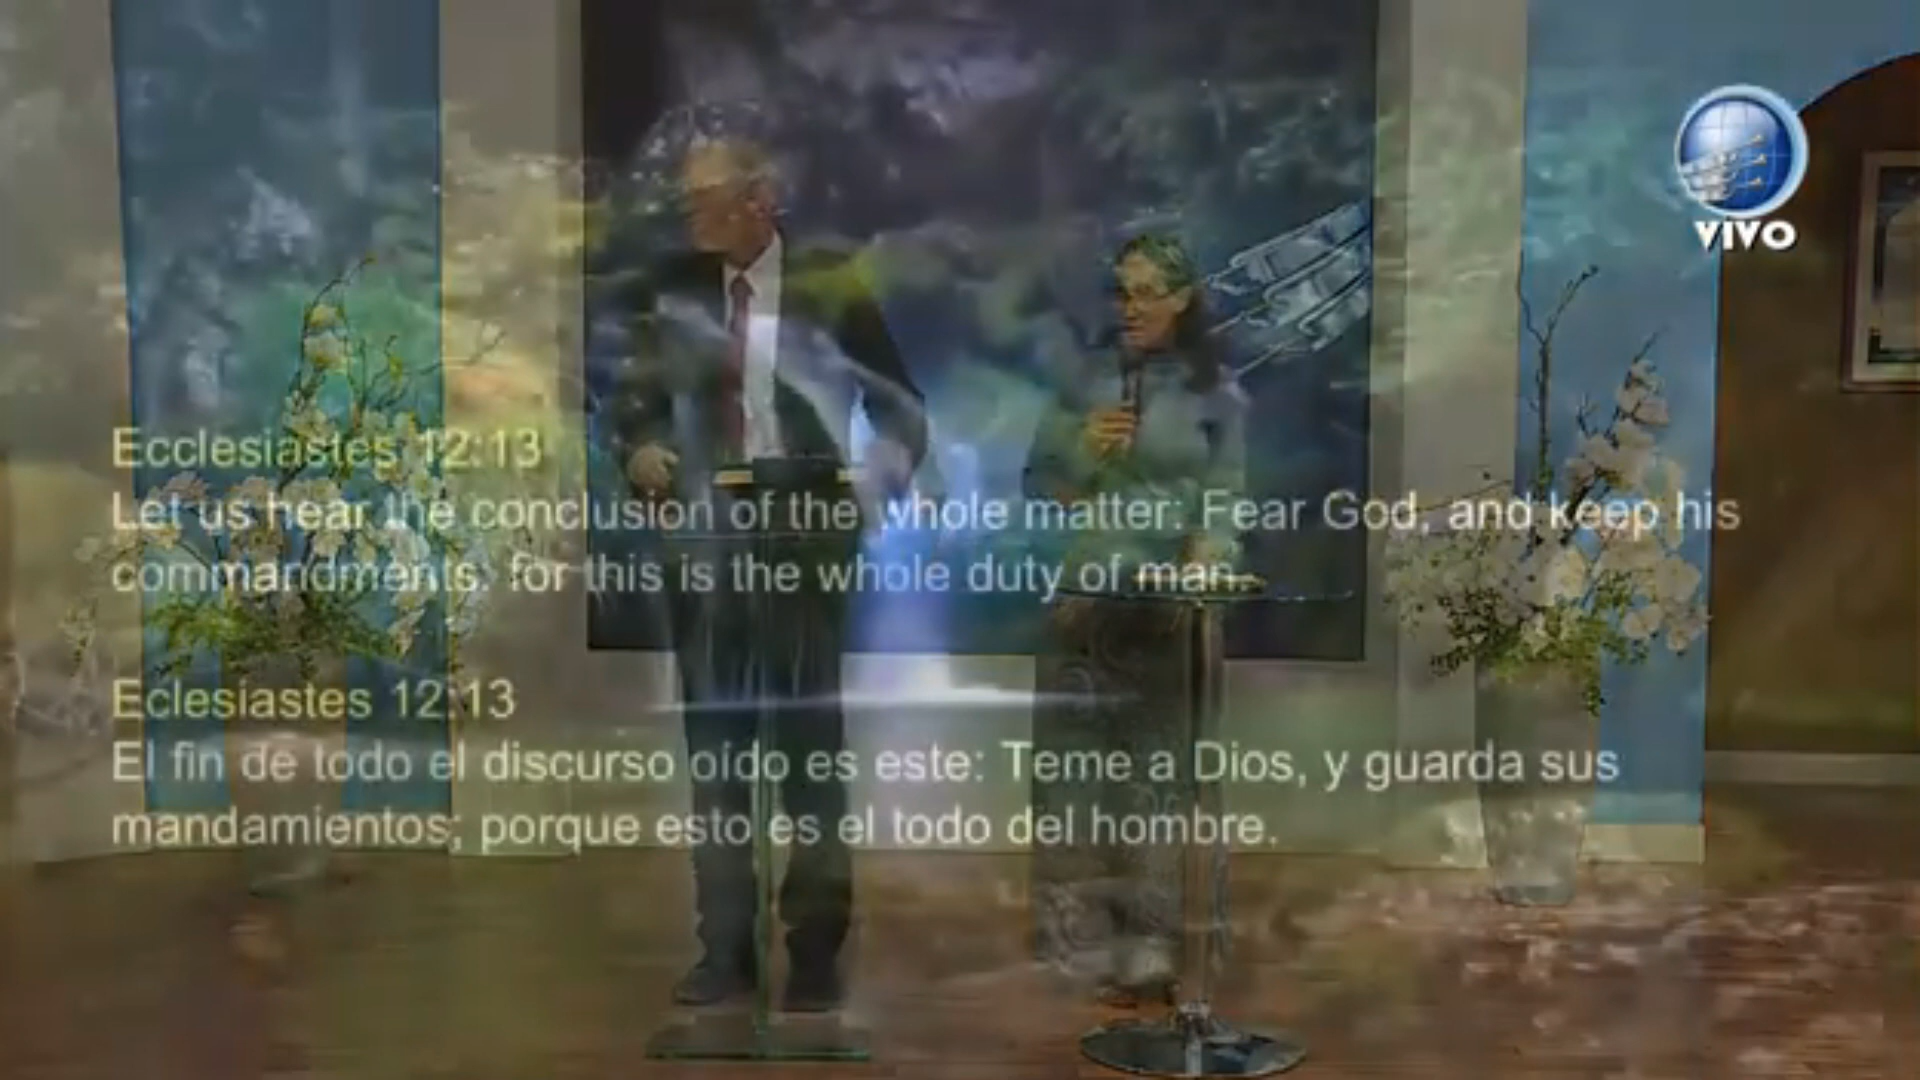 VIVO
Ecclesiastes 12:13
Let us hear the conclusion of the whole matter: Fear God, and keep his
commandments: for this is the whole duty of man.
Eclesiastes 12:13
El fin de todo el discurso oído es este: Teme a Dios, y guarda sus
mandamientos; porque esto es el todo del hombre.